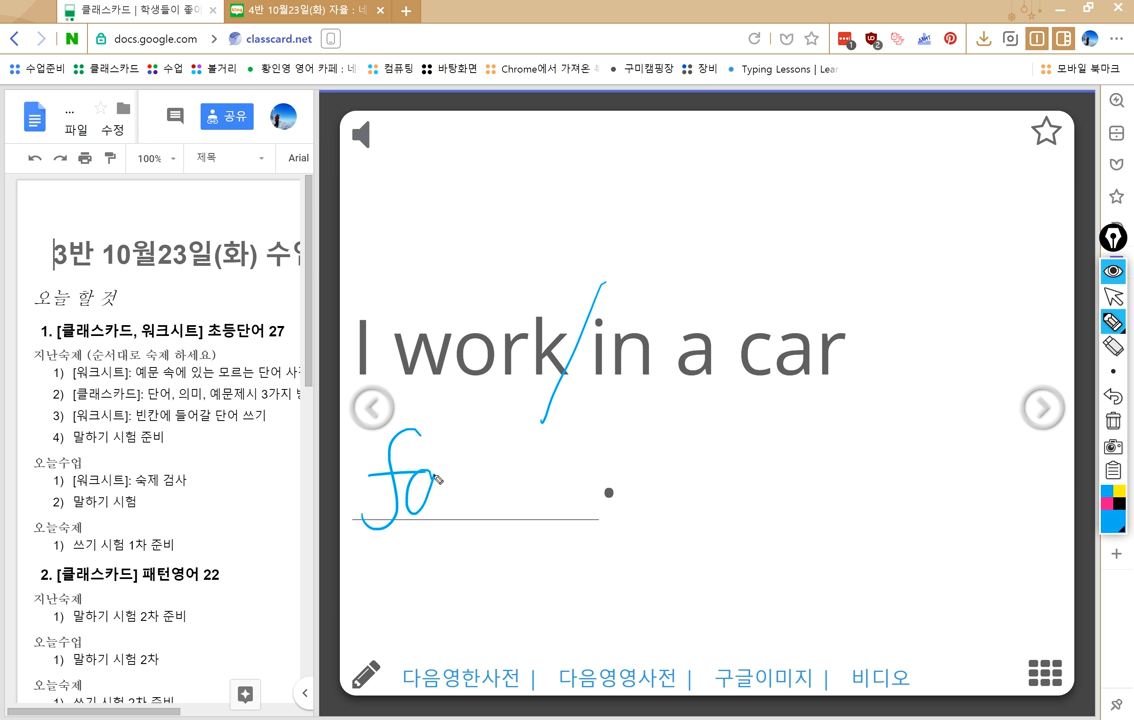 클래스카드 | 학생들이 좋아
4반 10월23일(화) 자율 : 네
docs.google.com
classcard.net
1
2
수업준비
클래스카드
수업
볼거리
황인영 영어 카페 : 네
컴퓨팅
바탕화면
Chrome에서 가져온
구미캠핑장
장비
Typing Lessons | Lear
모바일 북마크
...
파일 수정
공유
100%
제목
Arial
3반 10월23일(화) 수업
오늘 할 것
1. [클래스카드, 워크시트] 초등단어 27
지난숙제 (순서대로 숙제 하세요)
1) [워크시트]: 예문 속에 있는 모르는 단어
2) [클래스카드]: 단어, 의미, 예문제시 3가지
3) [워크시트]: 빈칸에 들어갈 단어 쓰기
4) 말하기 시험 준비
오늘수업
1) [워크시트]: 숙제 검사
2) 말하기 시험
오늘숙제
1) 쓰기 시험 1차 준비
2. [클래스카드] 패턴영어 22
지난숙제
1) 말하기 시험 2차 준비
오늘수업
1) 말하기 시험 2차
오늘숙제
1) 쓰기 시험 2차 준비
I work in a car
fa
.
다음영한사전 | 다음영영사전 | 구글이미지 | 비디오